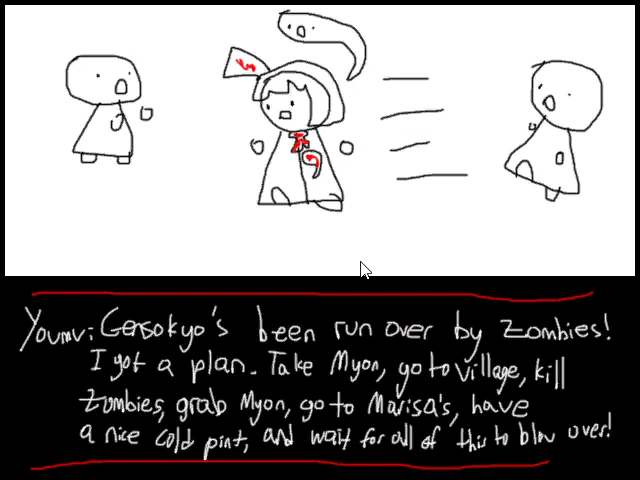 Youmu: Gensokyo's been run over by Zombies!
I got a plan. Take Myon, go to village, kill
Zombies, grab Myon, go to Marisa's, have
a nice cold pint, and wait for all of this to blow over!